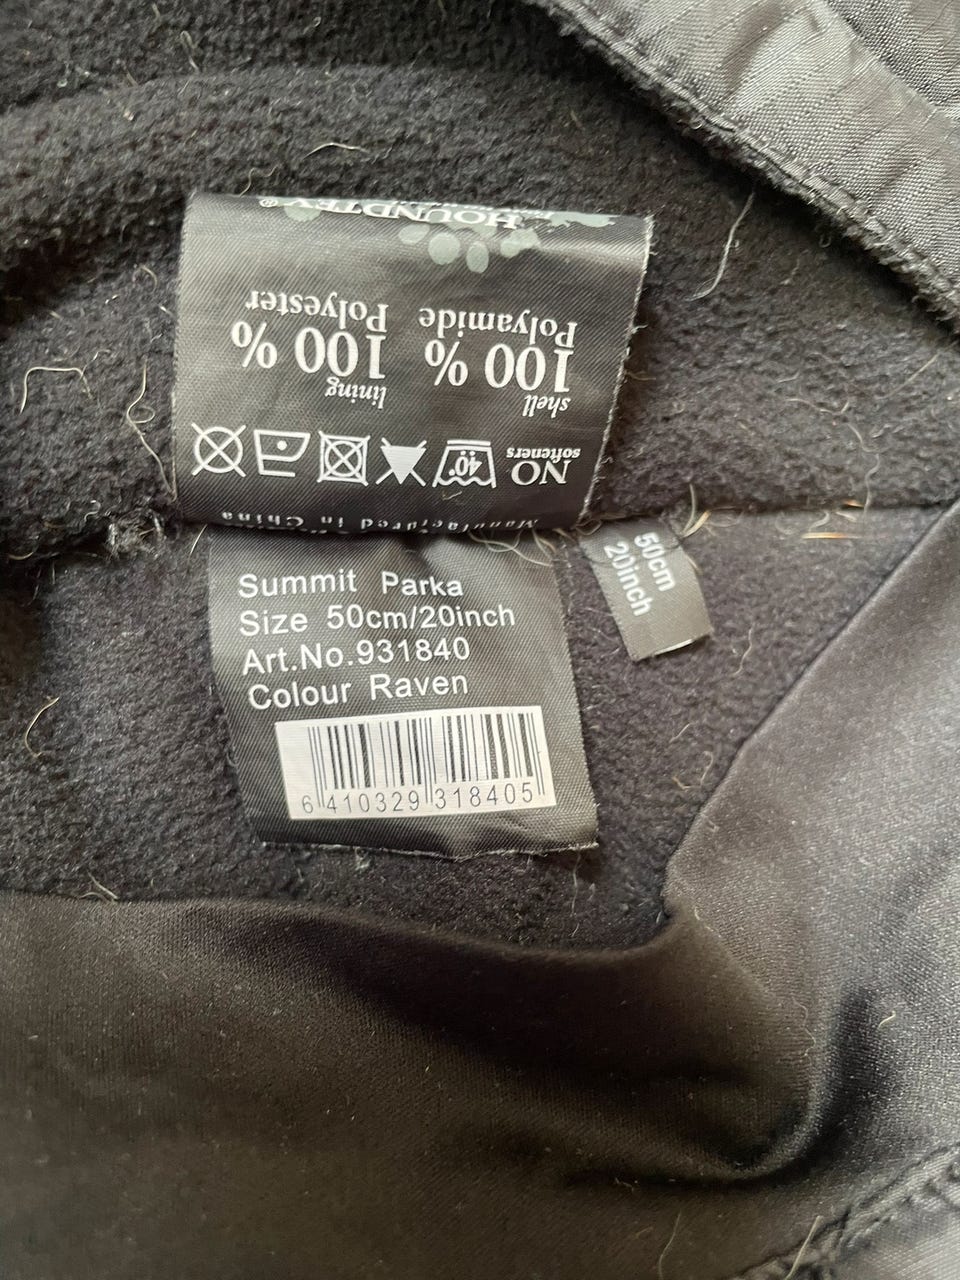 HOUNDTEX®
100 %
Polyester
100 %
Polyamide
lining
shell
40°
NO
softeners
Manufactured in China
Summit Parka
Size 50cm/20inch
Art.No.931840
Colour Raven
6 410329 318405
50cm
20inch